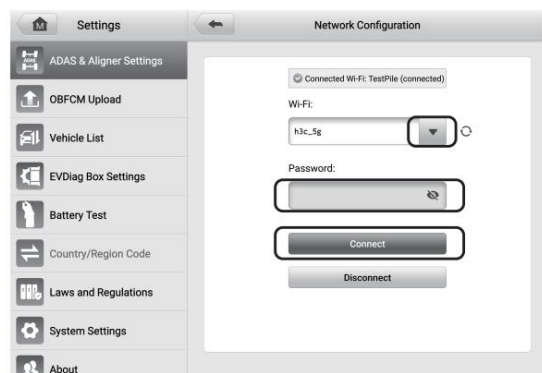 Settings
Network Configuration
ADAS & Aligner Settings
OBFCM Upload
Vehicle List
EVDiag Box Settings
Battery Test
Country/Region Code
Laws and Regulations
System Settings
About
Connected Wi-Fi: TestPile (connected)
Wi-Fi:
h3c_5g
Password:
Connect
Disconnect
M
ADAS